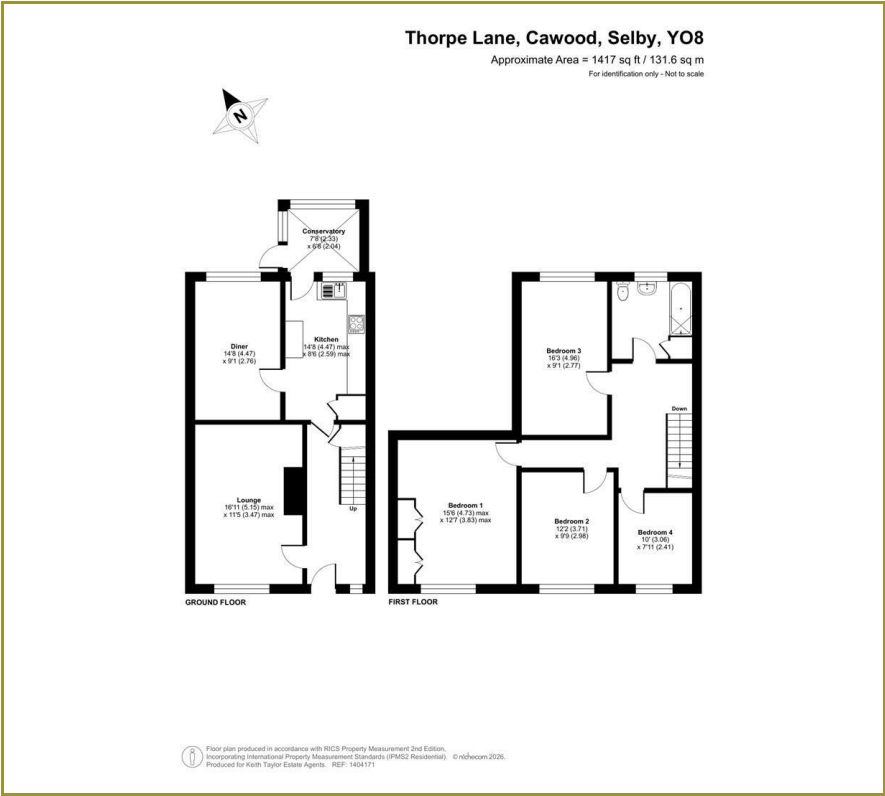 Thorpe Lane, Cawood, Selby, YO8
Approximate Area = 1417 sq ft / 131.6 sq m
For identification only - Not to scale
N
Conservatory
7'8 (2.33)
x 6'8 (2.04)
Diner
14'8 (4.47)
x 9'1 (2.76)
Kitchen
14'8 (4.47) max
x 8'6 (2.59) max
Lounge
16'11 (5.15) max
x 11'5 (3.47) max
Up
GROUND FLOOR
Bedroom 3
16'3 (4.96)
x 9'1 (2.77)
Down
Bedroom 1
15'6 (4.73) max
x 12'7 (3.83) max
Bedroom 2
12'2 (3.71)
x 9'9 (2.98)
Bedroom 4
10' (3.06)
x 7'11 (2.41)
FIRST FLOOR
Floor plan produced in accordance with RICS Property Measurement 2nd Edition,
Incorporating International Property Measurement Standards (IPMS2 Residential). © nichecom 2026.
Produced for Keith Taylor Estate Agents. REF: 1404171